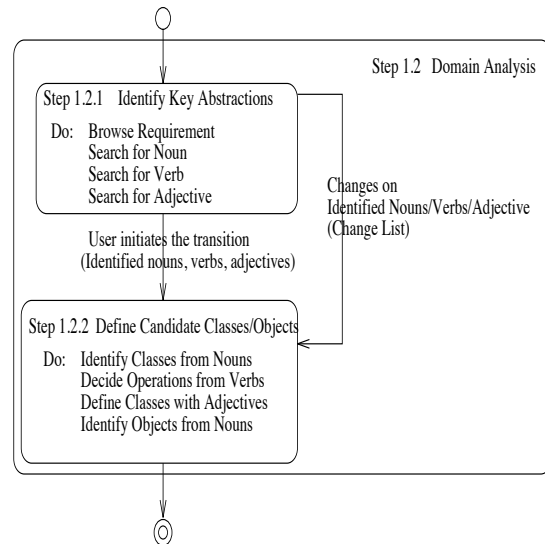 Step 1.2 Domain Analysis
Step 1.2.1 Identify Key Abstractions
Do: Browse Requirement
Search for Noun
Search for Verb
Search for Adjective
Changes on
Identified Nouns/Verbs/Adjective
(Change List)
User initiates the transition
(Identified nouns, verbs, adjectives)
Step 1.2.2 Define Candidate Classes/Objects
Do: Identify Classes from Nouns
Decide Operations from Verbs
Define Classes with Adjectives
Identify Objects from Nouns